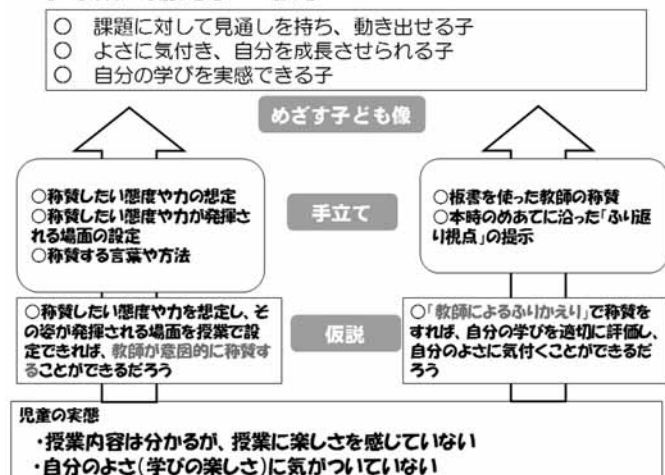 ○ 課題に対して見通しを持ち、動き出せる子
○ よさに気付き、自分を成長させられる子
○ 自分の学びを実感できる子
めざす子ども像
○称賛したい態度や力の想定
○称賛したい態度や力が発揮さ
れる場面の設定
○称賛する言葉や方法
手立て
○板書を使った教師の称賛
○本時のめあてに沿った「ふり返
り視点」の提示
○称賛したい態度や力を想定し、そ
の姿が発揮される場面を授業で設
定できれば、教師が意図的に称賛す
ることができるだろう
仮説
○「教師によるふりかえり」で称賛を
すれば、自分の学びを適切に評価し、
自分のよさに気付くことができるだ
ろう
児童の実態
・授業内容は分かるが、授業に楽しさを感じていない
・自分のよさ(学びの楽しさ)に気がついていない